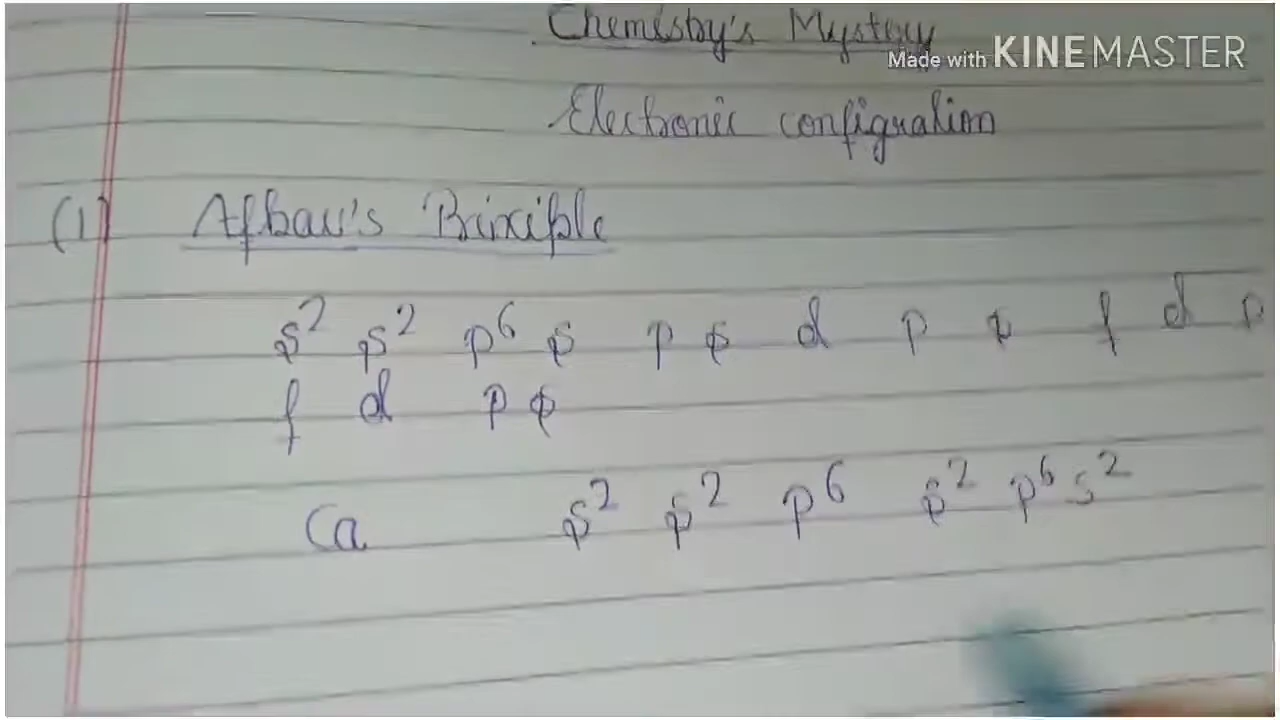 Chemistry's Mystery
Made with KINEMASTER
Electronic configuration
(1) Afbau's Principle
s² s² p⁶ s p s d p s f d p
f d p s
Ca s² s² p⁶ s² p⁶ s²